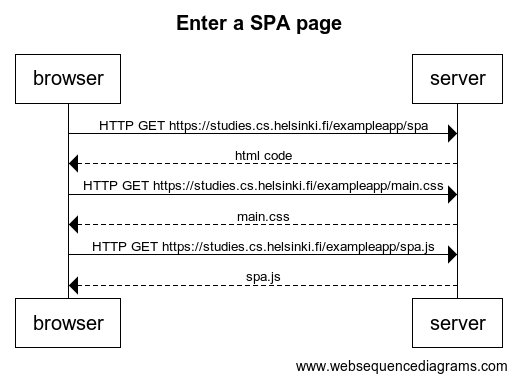 Enter a SPA page
browser server
HTTP GET https://studies.cs.helsinki.fi/exampleapp/spa
html code
HTTP GET https://studies.cs.helsinki.fi/exampleapp/main.css
main.css
HTTP GET https://studies.cs.helsinki.fi/exampleapp/spa.js
spa.js
browser server
www.websequencediagrams.com